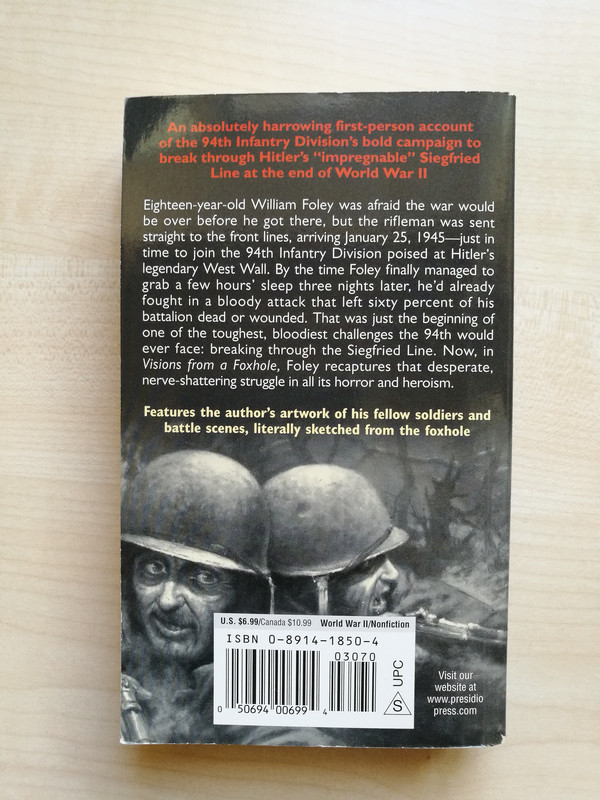 An absolutely harrowing first-person account
of the 94th Infantry Division's bold campaign to
break through Hitler's "impregnable" Siegfried
Line at the end of World War II
Eighteen-year-old William Foley was afraid the war would
be over before he got there, but the rifleman was sent
straight to the front lines, arriving January 25, 1945—just in
time to join the 94th Infantry Division poised at Hitler's
legendary West Wall. By the time Foley finally managed to
grab a few hours' sleep three nights later, he'd already
fought in a bloody attack that left sixty percent of his
battalion dead or wounded. That was just the beginning of
one of the toughest, bloodiest challenges the 94th would
ever face: breaking through the Siegfried Line. Now, in
Visions from a Foxhole, Foley recaptures that desperate,
nerve-shattering struggle in all its horror and heroism.
Features the author's artwork of his fellow soldiers and
battle scenes, literally sketched from the foxhole
U.S. $6.99/Canada $10.99 World War II/Nonfiction
ISBN 0-8914-1850-4
03070
0 50694 00699 4
S UPC
Visit our
website at
www.presidio
press.com